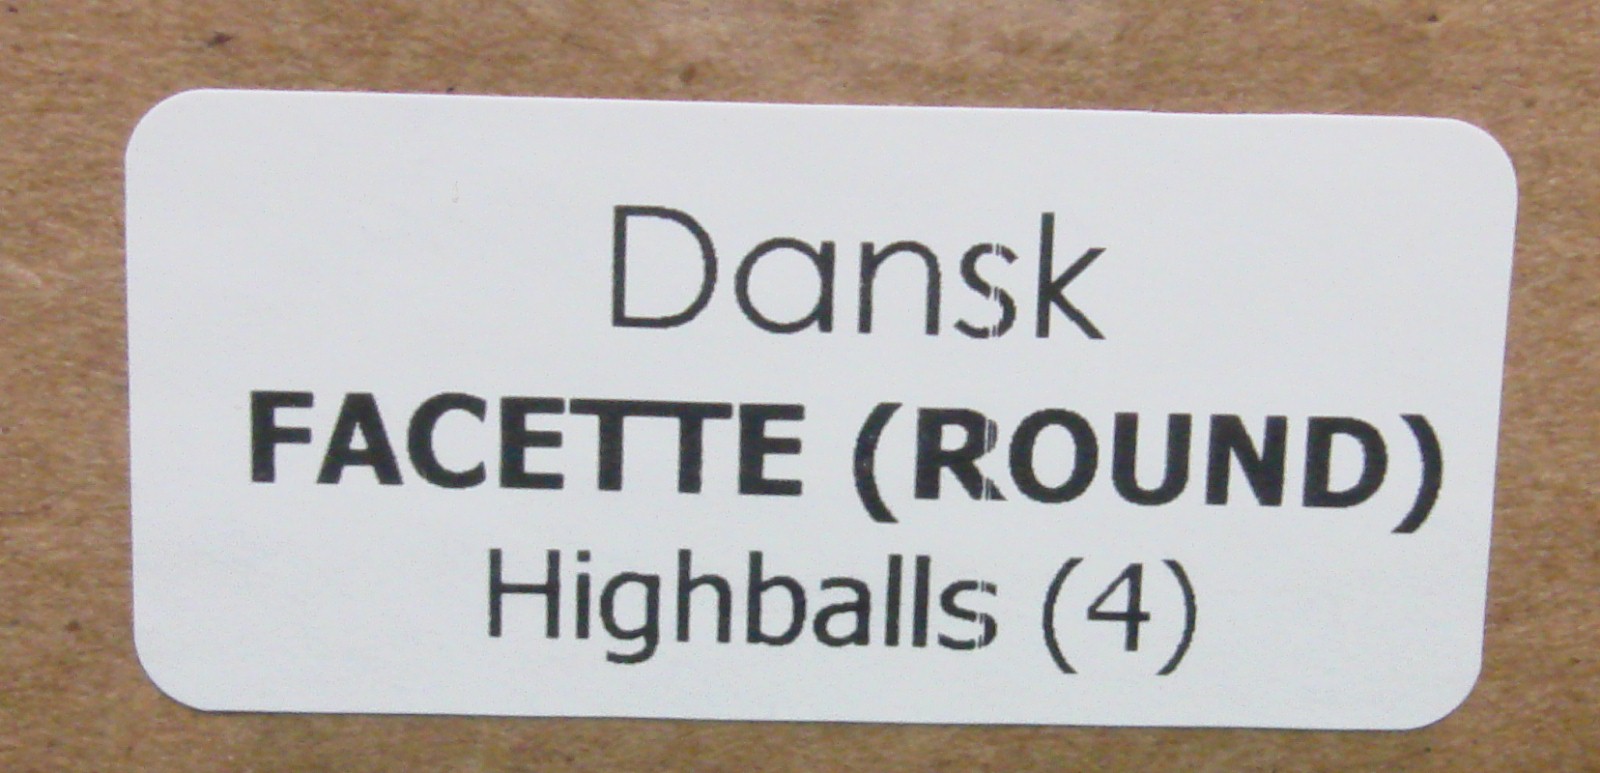 Dansk
FACETTE (ROUND)
Highballs (4)